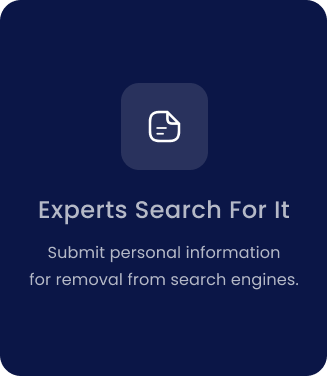 Experts Search For It
Submit personal information
for removal from search engines.